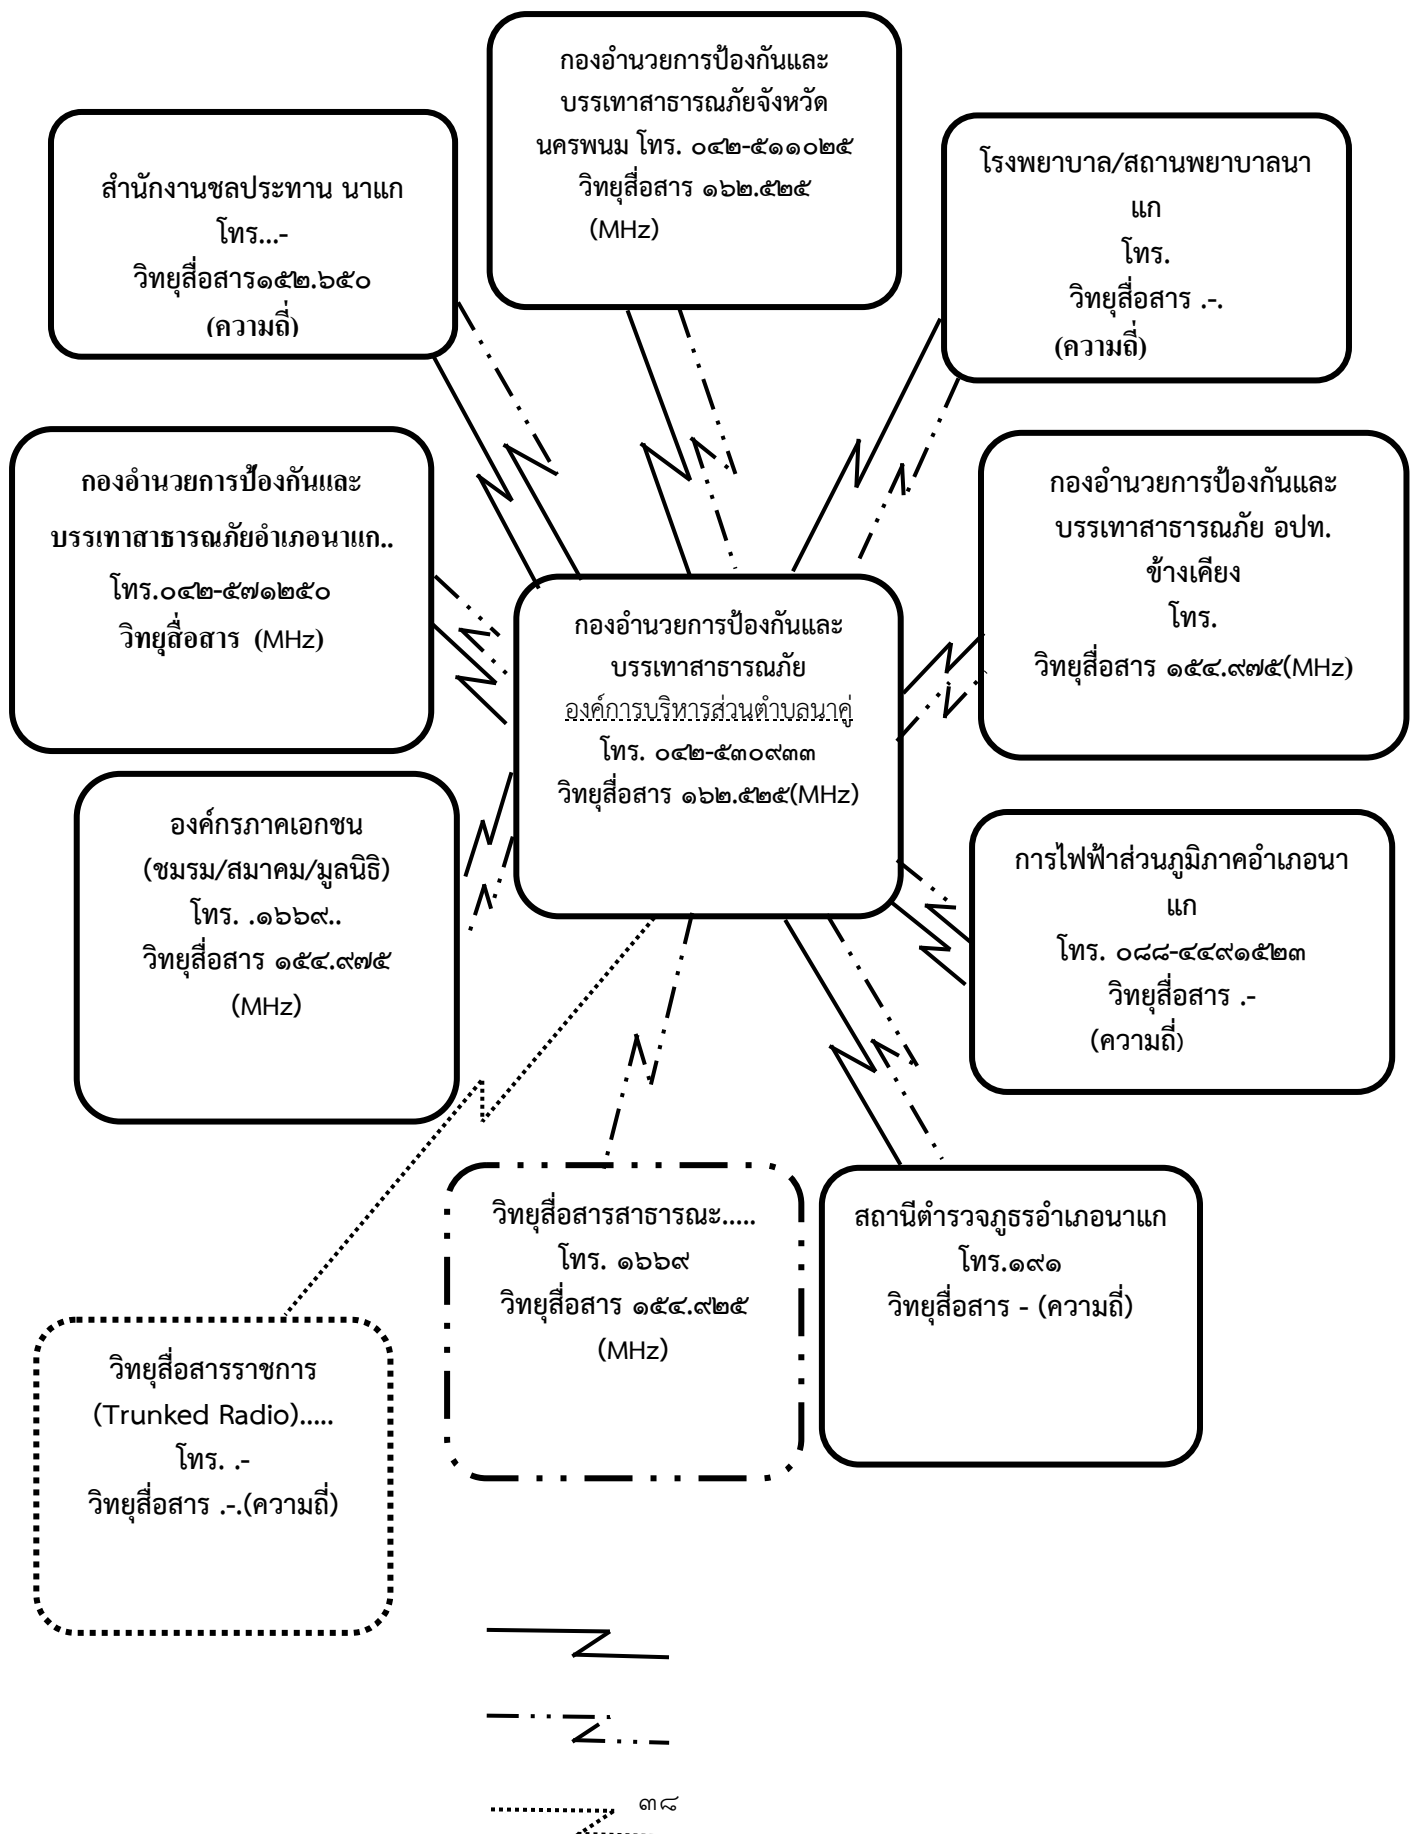 กองอำนวยการป้องกันและ
บรรเทาสาธารณภัยจังหวัด
นครพนม โทร. ๐๔๒-๕๑๑๐๒๕
วิทยุสื่อสาร ๑๖๒.๕๒๕
(MHz)
สำนักงานชลประทาน นาแก
โทร...-
วิทยุสื่อสาร๑๕๒.๖๕๐
(ความถี่)
โรงพยาบาล/สถานพยาบาลนา
แก
โทร.
วิทยุสื่อสาร .-.
(ความถี่)
กองอำนวยการป้องกันและ
บรรเทาสาธารณภัยอำเภอนาแก..
โทร.๐๔๒-๕๗๑๒๕๐
วิทยุสื่อสาร (MHz)
กองอำนวยการป้องกันและ
บรรเทาสาธารณภัย อปท.
ข้างเคียง
โทร.
วิทยุสื่อสาร ๑๕๔.๙๗๕(MHz)
กองอำนวยการป้องกันและ
บรรเทาสาธารณภัย
องค์การบริหารส่วนตำบลนาคู่
โทร. ๐๔๒-๕๓๐๙๓๓
วิทยุสื่อสาร ๑๖๒.๕๒๕(MHz)
องค์กรภาคเอกชน
(ชมรม/สมาคม/มูลนิธิ)
โทร. .๑๖๖๙..
วิทยุสื่อสาร ๑๕๔.๙๗๕
(MHz)
การไฟฟ้าส่วนภูมิภาคอำเภอนา
แก
โทร. ๐๘๘-๔๔๙๑๕๒๓
วิทยุสื่อสาร .-
(ความถี่)
วิทยุสื่อสารสาธารณะ.....
โทร. ๑๖๖๙
วิทยุสื่อสาร ๑๕๔.๙๒๕
(MHz)
สถานีตำรวจภูธรอำเภอนาแก
โทร.๑๙๑
วิทยุสื่อสาร - (ความถี่)
วิทยุสื่อสารราชการ
(Trunked Radio).....
โทร. .-
วิทยุสื่อสาร .-.(ความถี่)
๓๘